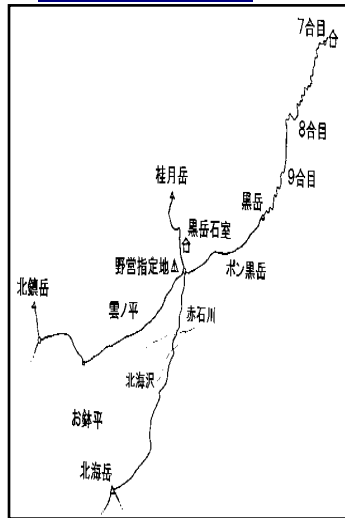 7合目
8合目
9合目
桂月岳
黒岳
黒岳石室
野営指定地
ポン黒岳
北鎮岳
雲ノ平
赤石川
北海沢
お鉢平
北海岳